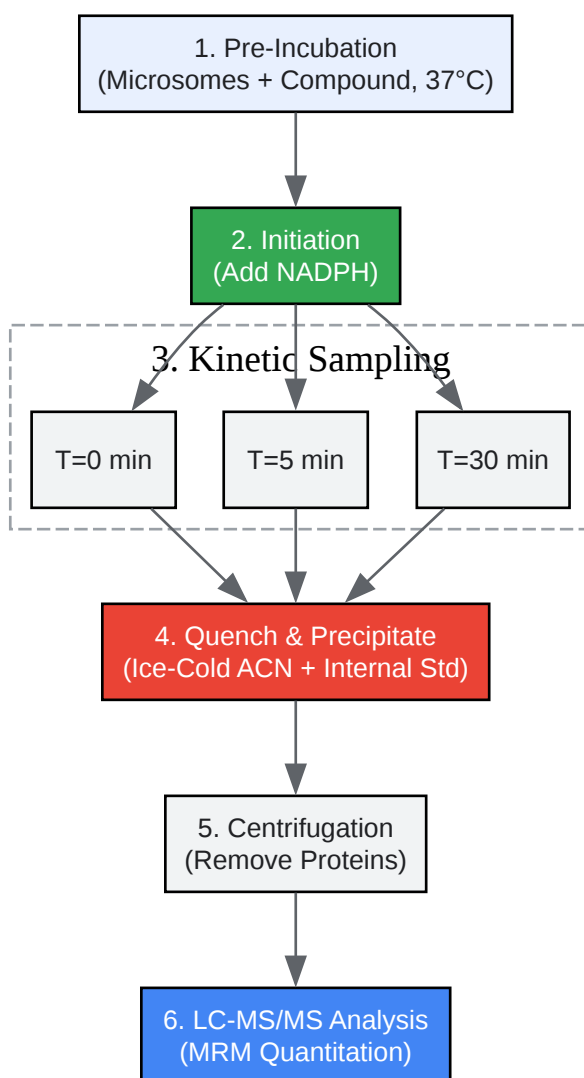 1. Pre-Incubation
(Microsomes + Compound, 37°C)
2. Initiation
(Add NADPH)
3. Kinetic Sampling
T=0 min
T=5 min
T=30 min
4. Quench & Precipitate
(Ice-Cold ACN + Internal Std)
5. Centrifugation
(Remove Proteins)
6. LC-MS/MS Analysis
(MRM Quantitation)